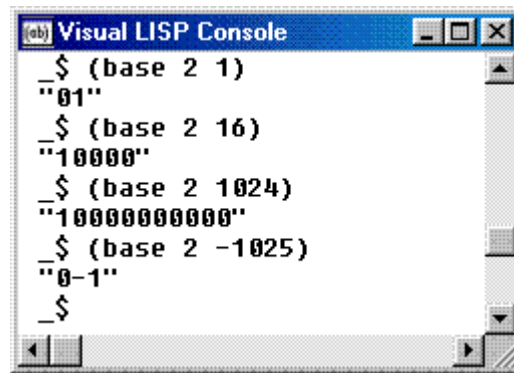 (ab) Visual LISP Console
_$ (base 2 1)
"01"
_$ (base 2 16)
"10000"
_$ (base 2 1024)
"10000000000"
_$ (base 2 -1025)
"0-1"
_$